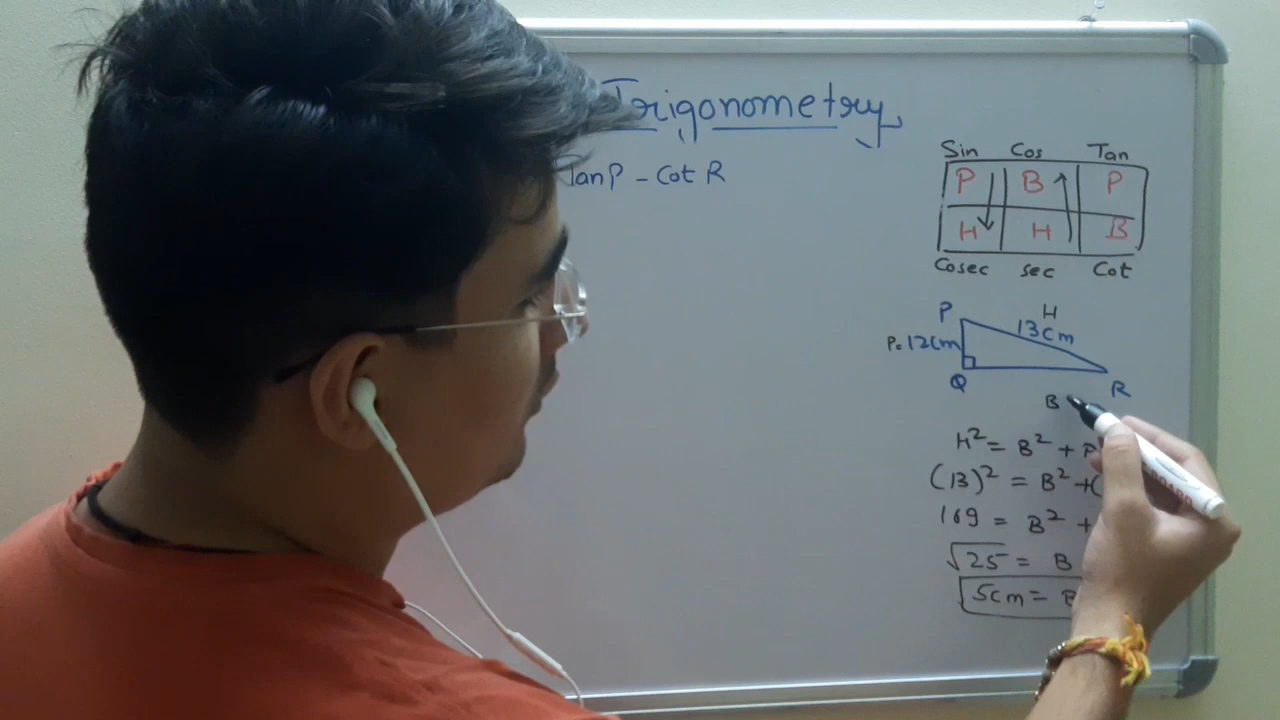 Trigonometry
Tan P - Cot R
Sin Cos Tan
P B P
H H B
Cosec sec Cot
P H
13cm
P= 12cm
Q R
B
H² = B² + P
(13)² = B² + (
169 = B² +
√25 = B
5cm = B